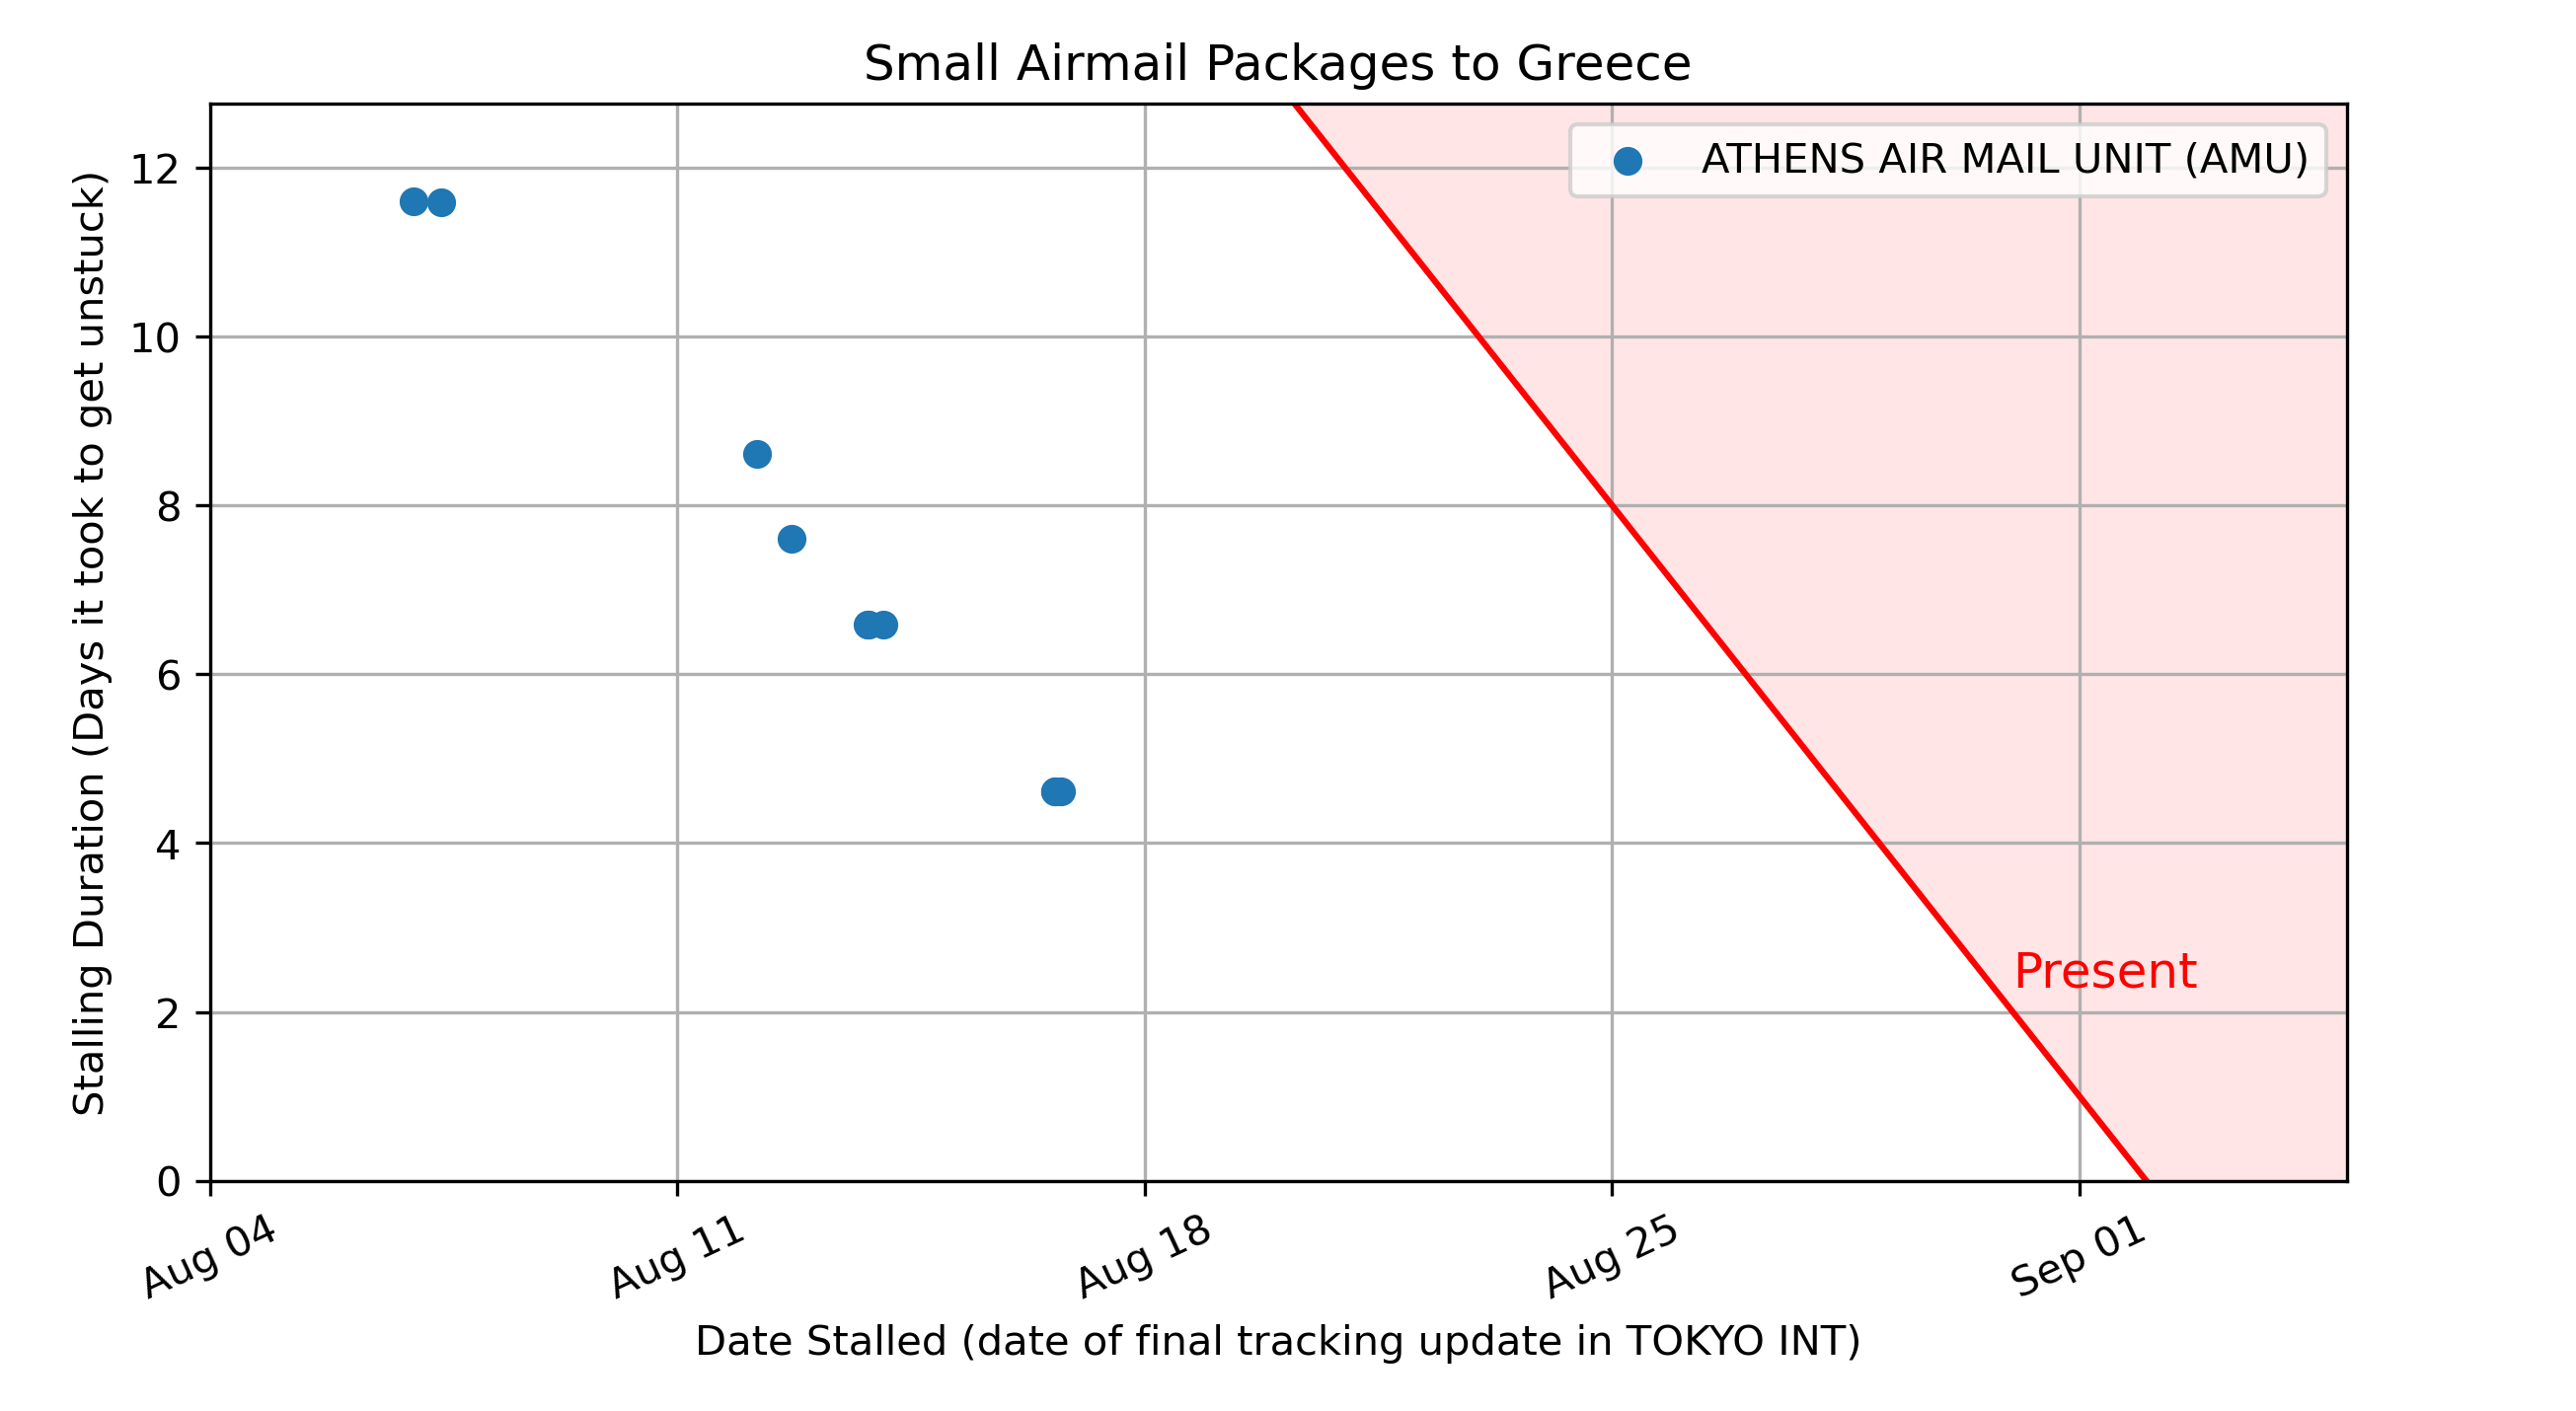 Small Airmail Packages to Greece
ATHENS AIR MAIL UNIT (AMU)
Stalling Duration (Days it took to get unstuck)
12
10
8
6
4
2
0
Present
Aug 04
Aug 11
Aug 18
Aug 25
Sep 01
Date Stalled (date of final tracking update in TOKYO INT)